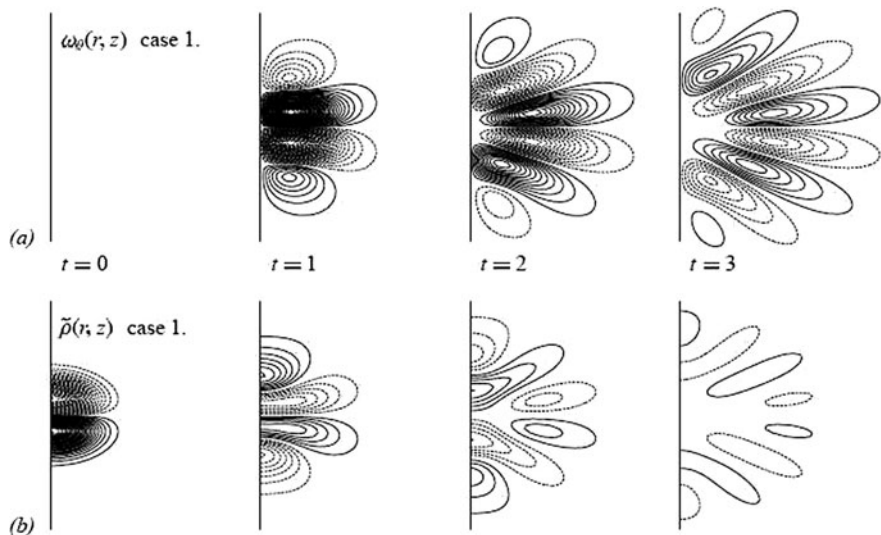 ω_θ(r, z) case 1.
(a)
t = 0 t = 1 t = 2 t = 3
ρ̃(r, z) case 1.
(b)